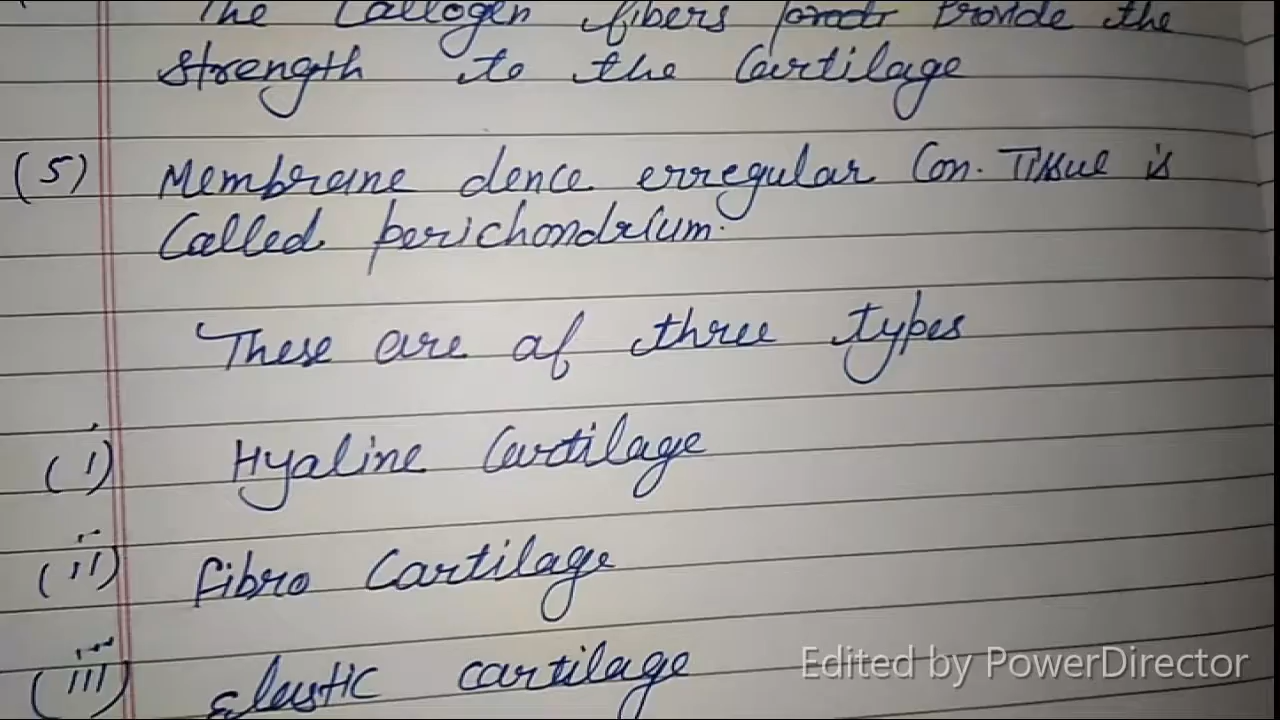 The Callogen fibers provide the
strength to the Cartilage
(5) Membrane dence erregular Con. Tissue is
Called perichondrium.
These are of three types
(i) Hyaline Cartilage
(ii) Fibro Cartilage
(iii) Elastic cartilage
Edited by PowerDirector